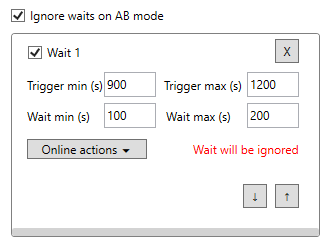 Ignore waits on AB mode
Wait 1 X
Trigger min (s) 900 Trigger max (s) 1200
Wait min (s) 100 Wait max (s) 200
Online actions Wait will be ignored
↓ ↑